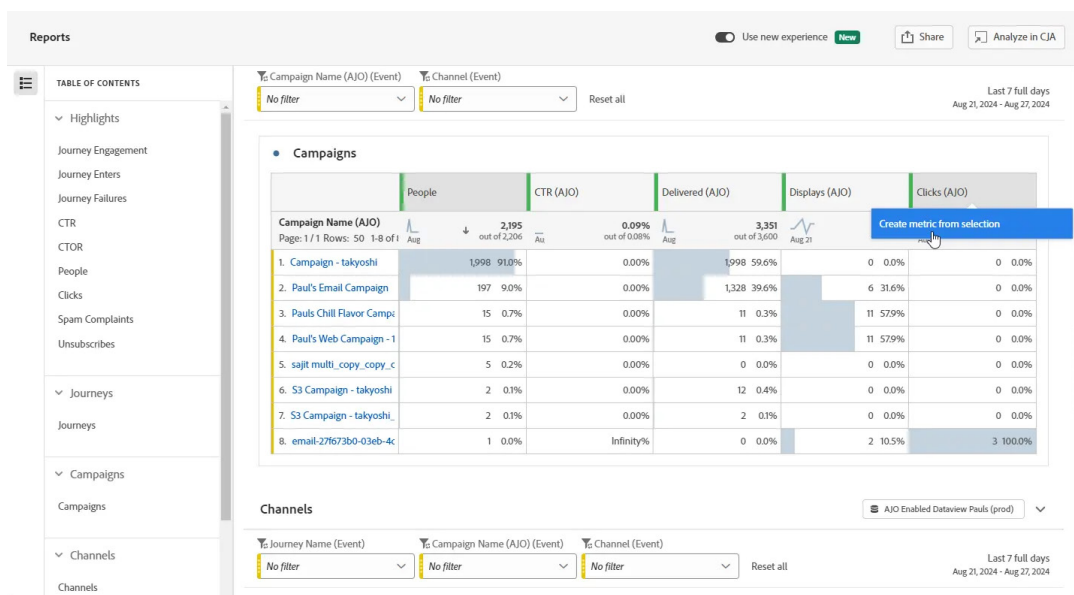 Reports
Use new experience New Share Analyze in CJA
TABLE OF CONTENTS
Highlights
Journey Engagement
Journey Enters
Journey Failures
CTR
CTOR
People
Clicks
Spam Complaints
Unsubscribes
Journeys
Journeys
Campaigns
Campaigns
Channels
Channels
Campaign Name (AJO) (Event) Channel (Event)
No filter No filter Reset all
Last 7 full days
Aug 21, 2024 - Aug 27, 2024
Campaigns
People CTR (AJO) Delivered (AJO) Displays (AJO) Clicks (AJO)
Create metric from selection
Campaign Name (AJO) 2,195 0.09% 3,351
Page: 1 / 1 Rows: 50 1-8 of Aug out of 2,206 Au out of 0.08% Aug out of 3,600 Aug 21
1. Campaign - takyoshi 1,998 91.0% 0.00% 1,998 59.6% 0 0.0% 0 0.0%
2. Paul's Email Campaign 197 9.0% 0.00% 1,328 39.6% 6 31.6% 0 0.0%
3. Pauls Chill Flavor Campa 15 0.7% 0.00% 11 0.3% 11 57.9% 0 0.0%
4. Paul's Web Campaign - 1 15 0.7% 0.00% 11 0.3% 11 57.9% 0 0.0%
5. sajit multi_copy_copy_c 5 0.2% 0.00% 0 0.0% 0 0.0% 0 0.0%
6. S3 Campaign - takyoshi 2 0.1% 0.00% 12 0.4% 0 0.0% 0 0.0%
7. S3 Campaign - takyoshi_ 2 0.1% 0.00% 2 0.1% 0 0.0% 0 0.0%
8. email-27f673b0-03eb-4c 1 0.0% Infinity% 0 0.0% 2 10.5% 3 100.0%
Channels AJO Enabled Dataview Pauls (prod)
Journey Name (Event) Campaign Name (AJO) (Event) Channel (Event)
No filter No filter No filter Reset all
Last 7 full days
Aug 21, 2024 - Aug 27, 2024